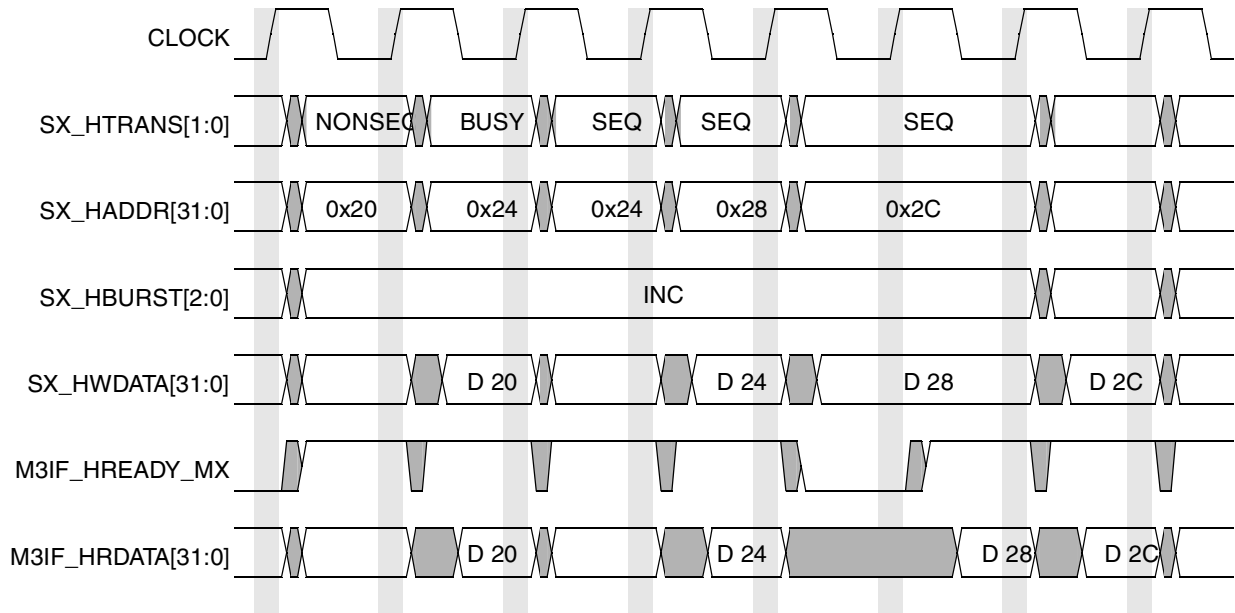 CLOCK
SX_HTRANS[1:0] NONSEQ BUSY SEQ SEQ SEQ
SX_HADDR[31:0] 0x20 0x24 0x24 0x28 0x2C
SX_HBURST[2:0] INC
SX_HWDATA[31:0] D 20 D 24 D 28 D 2C
M3IF_HREADY_MX
M3IF_HRDATA[31:0] D 20 D 24 D 28 D 2C